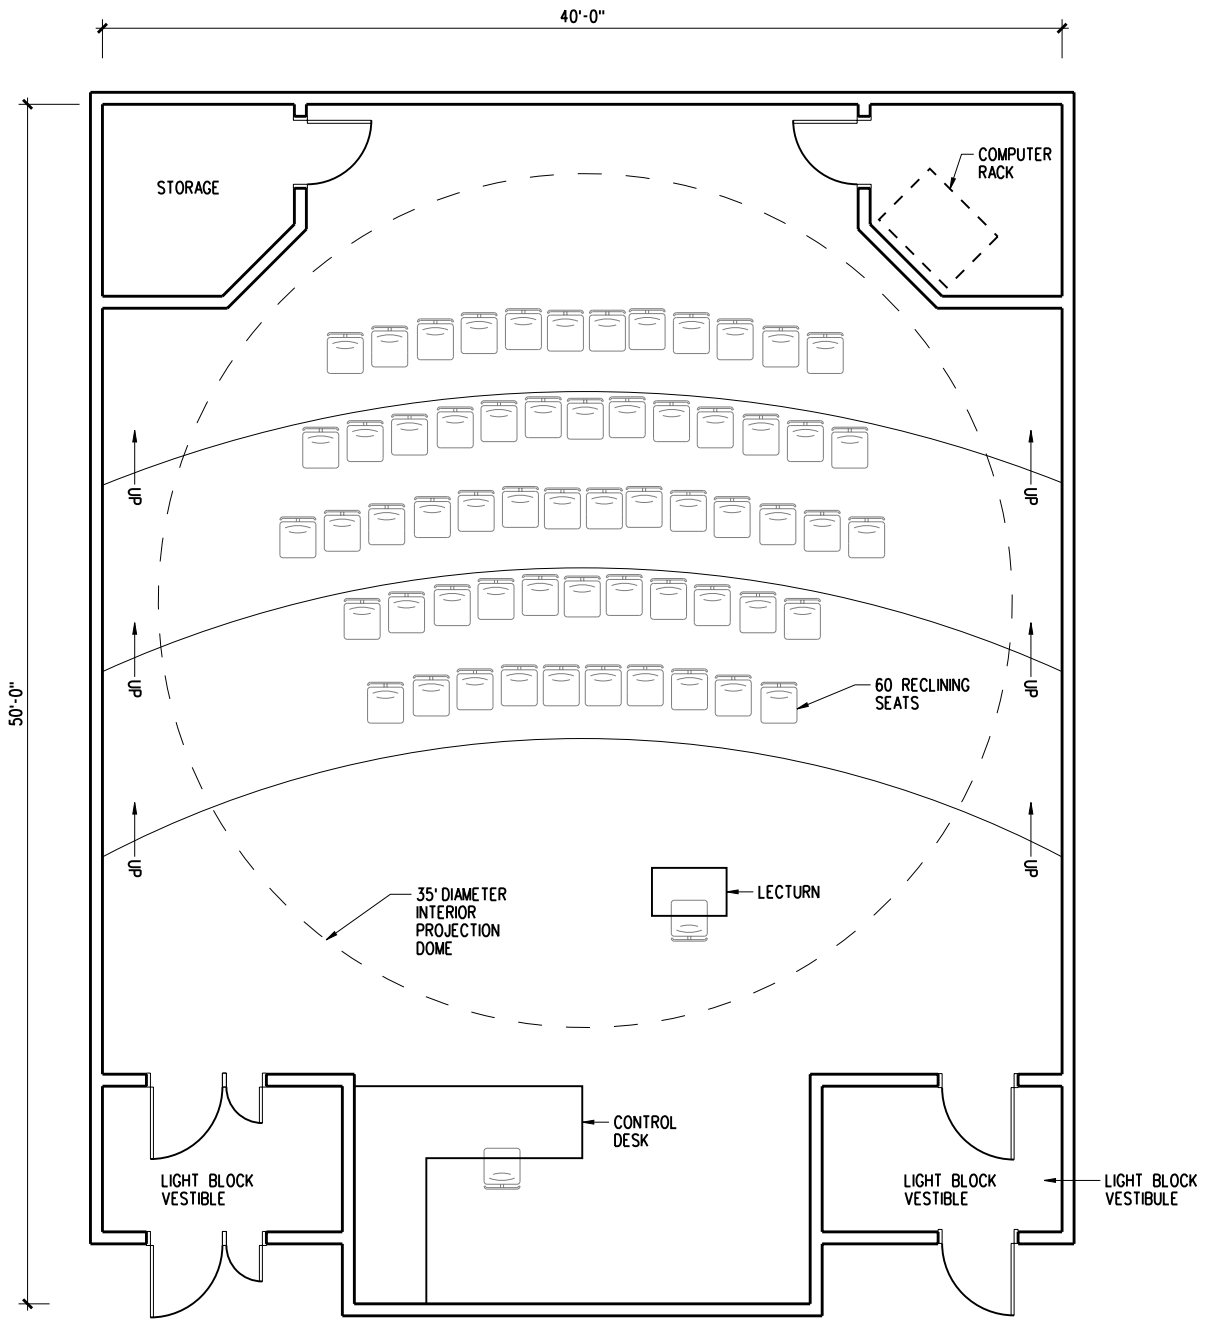 40'-0"
STORAGE
COMPUTER
RACK
UP
UP
UP
UP
50'-0"
60 RECLINING
SEATS
UP
UP
35' DIAMETER
INTERIOR
PROJECTION
DOME
LECTURN
CONTROL
DESK
LIGHT BLOCK
VESTIBLE
LIGHT BLOCK
VESTIBLE
LIGHT BLOCK
VESTIBULE